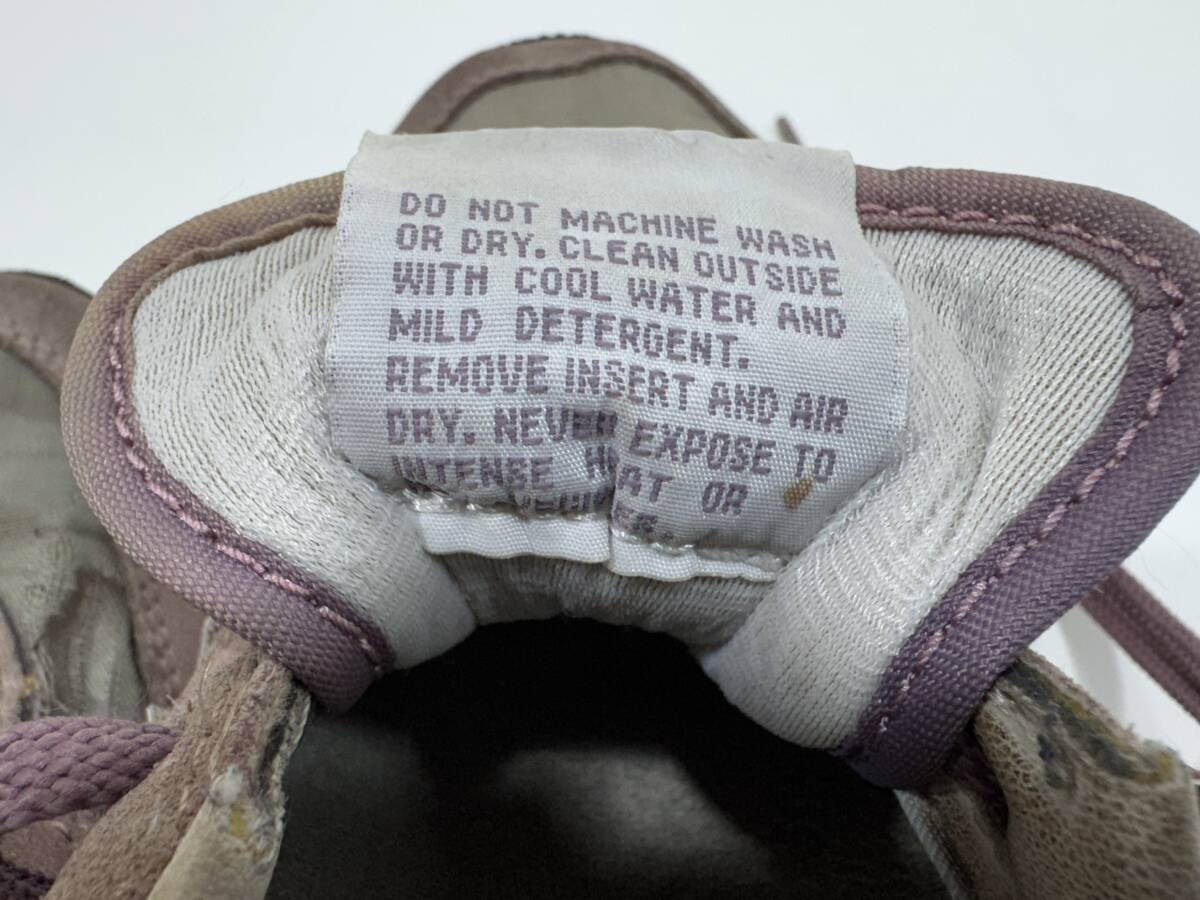 DO NOT MACHINE WASH
OR DRY. CLEAN OUTSIDE
WITH COOL WATER AND
MILD DETERGENT.
REMOVE INSERT AND AIR
DRY. NEVER EXPOSE TO
INTENSE HEAT OR